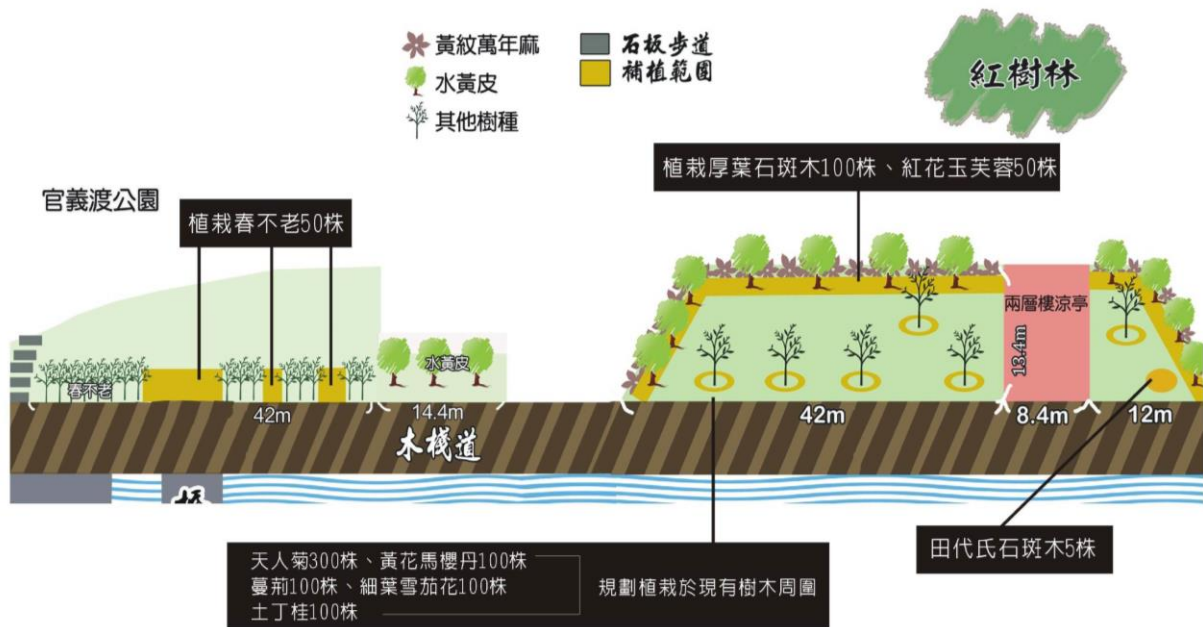 黃紋萬年麻
水黃皮
其他樹種
石板步道
補植範圍
紅樹林
官義渡公園
植栽春不老50株
植栽厚葉石斑木100株、紅花玉芙蓉50株
春不老
水黃皮
兩層樓涼亭
13.4m
42m
14.4m
42m
8.4m
12m
木棧道
天人菊300株、黃花馬櫻丹100株
蔓荊100株、細葉雪茄花100株
土丁桂100株
規劃植栽於現有樹木周圍
田代氏石斑木5株